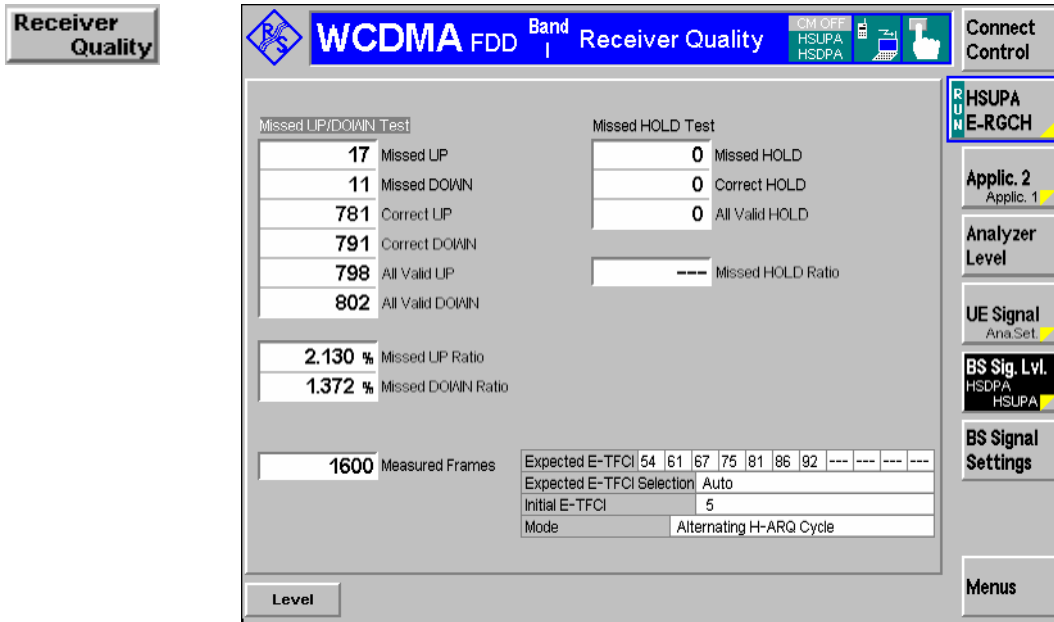 Receiver
Quality
R S
WCDMA FDD Band I Receiver Quality
CM OFF
HSUPA
HSDPA
Connect
Control
RUN
HSUPA
E-RGCH
Applic. 2
Applic. 1
Analyzer
Level
UE Signal
Ana.Set.
BS Sig. Lvl.
HSDPA
HSUPA
BS Signal
Settings
Menus
Missed UP/DOWN Test
17 Missed UP
11 Missed DOWN
781 Correct UP
791 Correct DOWN
798 All Valid UP
802 All Valid DOWN
2.130 % Missed UP Ratio
1.372 % Missed DOWN Ratio
1600 Measured Frames
Missed HOLD Test
0 Missed HOLD
0 Correct HOLD
0 All Valid HOLD
--- Missed HOLD Ratio
Expected E-TFCI 54 61 67 75 81 86 92 --- --- --- ---
Expected E-TFCI Selection Auto
Initial E-TFCI 5
Mode Alternating H-ARQ Cycle
Level